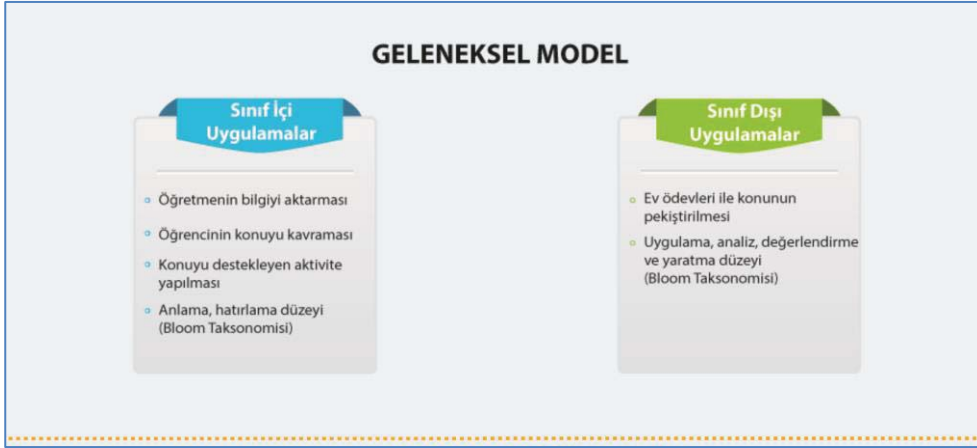 GELENEKSEL MODEL
Sınıf İçi
Uygulamalar
Öğretmenin bilgiyi aktarması
Öğrencinin konuyu kavraması
Konuyu destekleyen aktivite
yapılması
Anlama, hatırlama düzeyi
(Bloom Taksonomisi)
Sınıf Dışı
Uygulamalar
Ev ödevleri ile konunun
pekiştirilmesi
Uygulama, analiz, değerlendirme
ve yaratma düzeyi
(Bloom Taksonomisi)